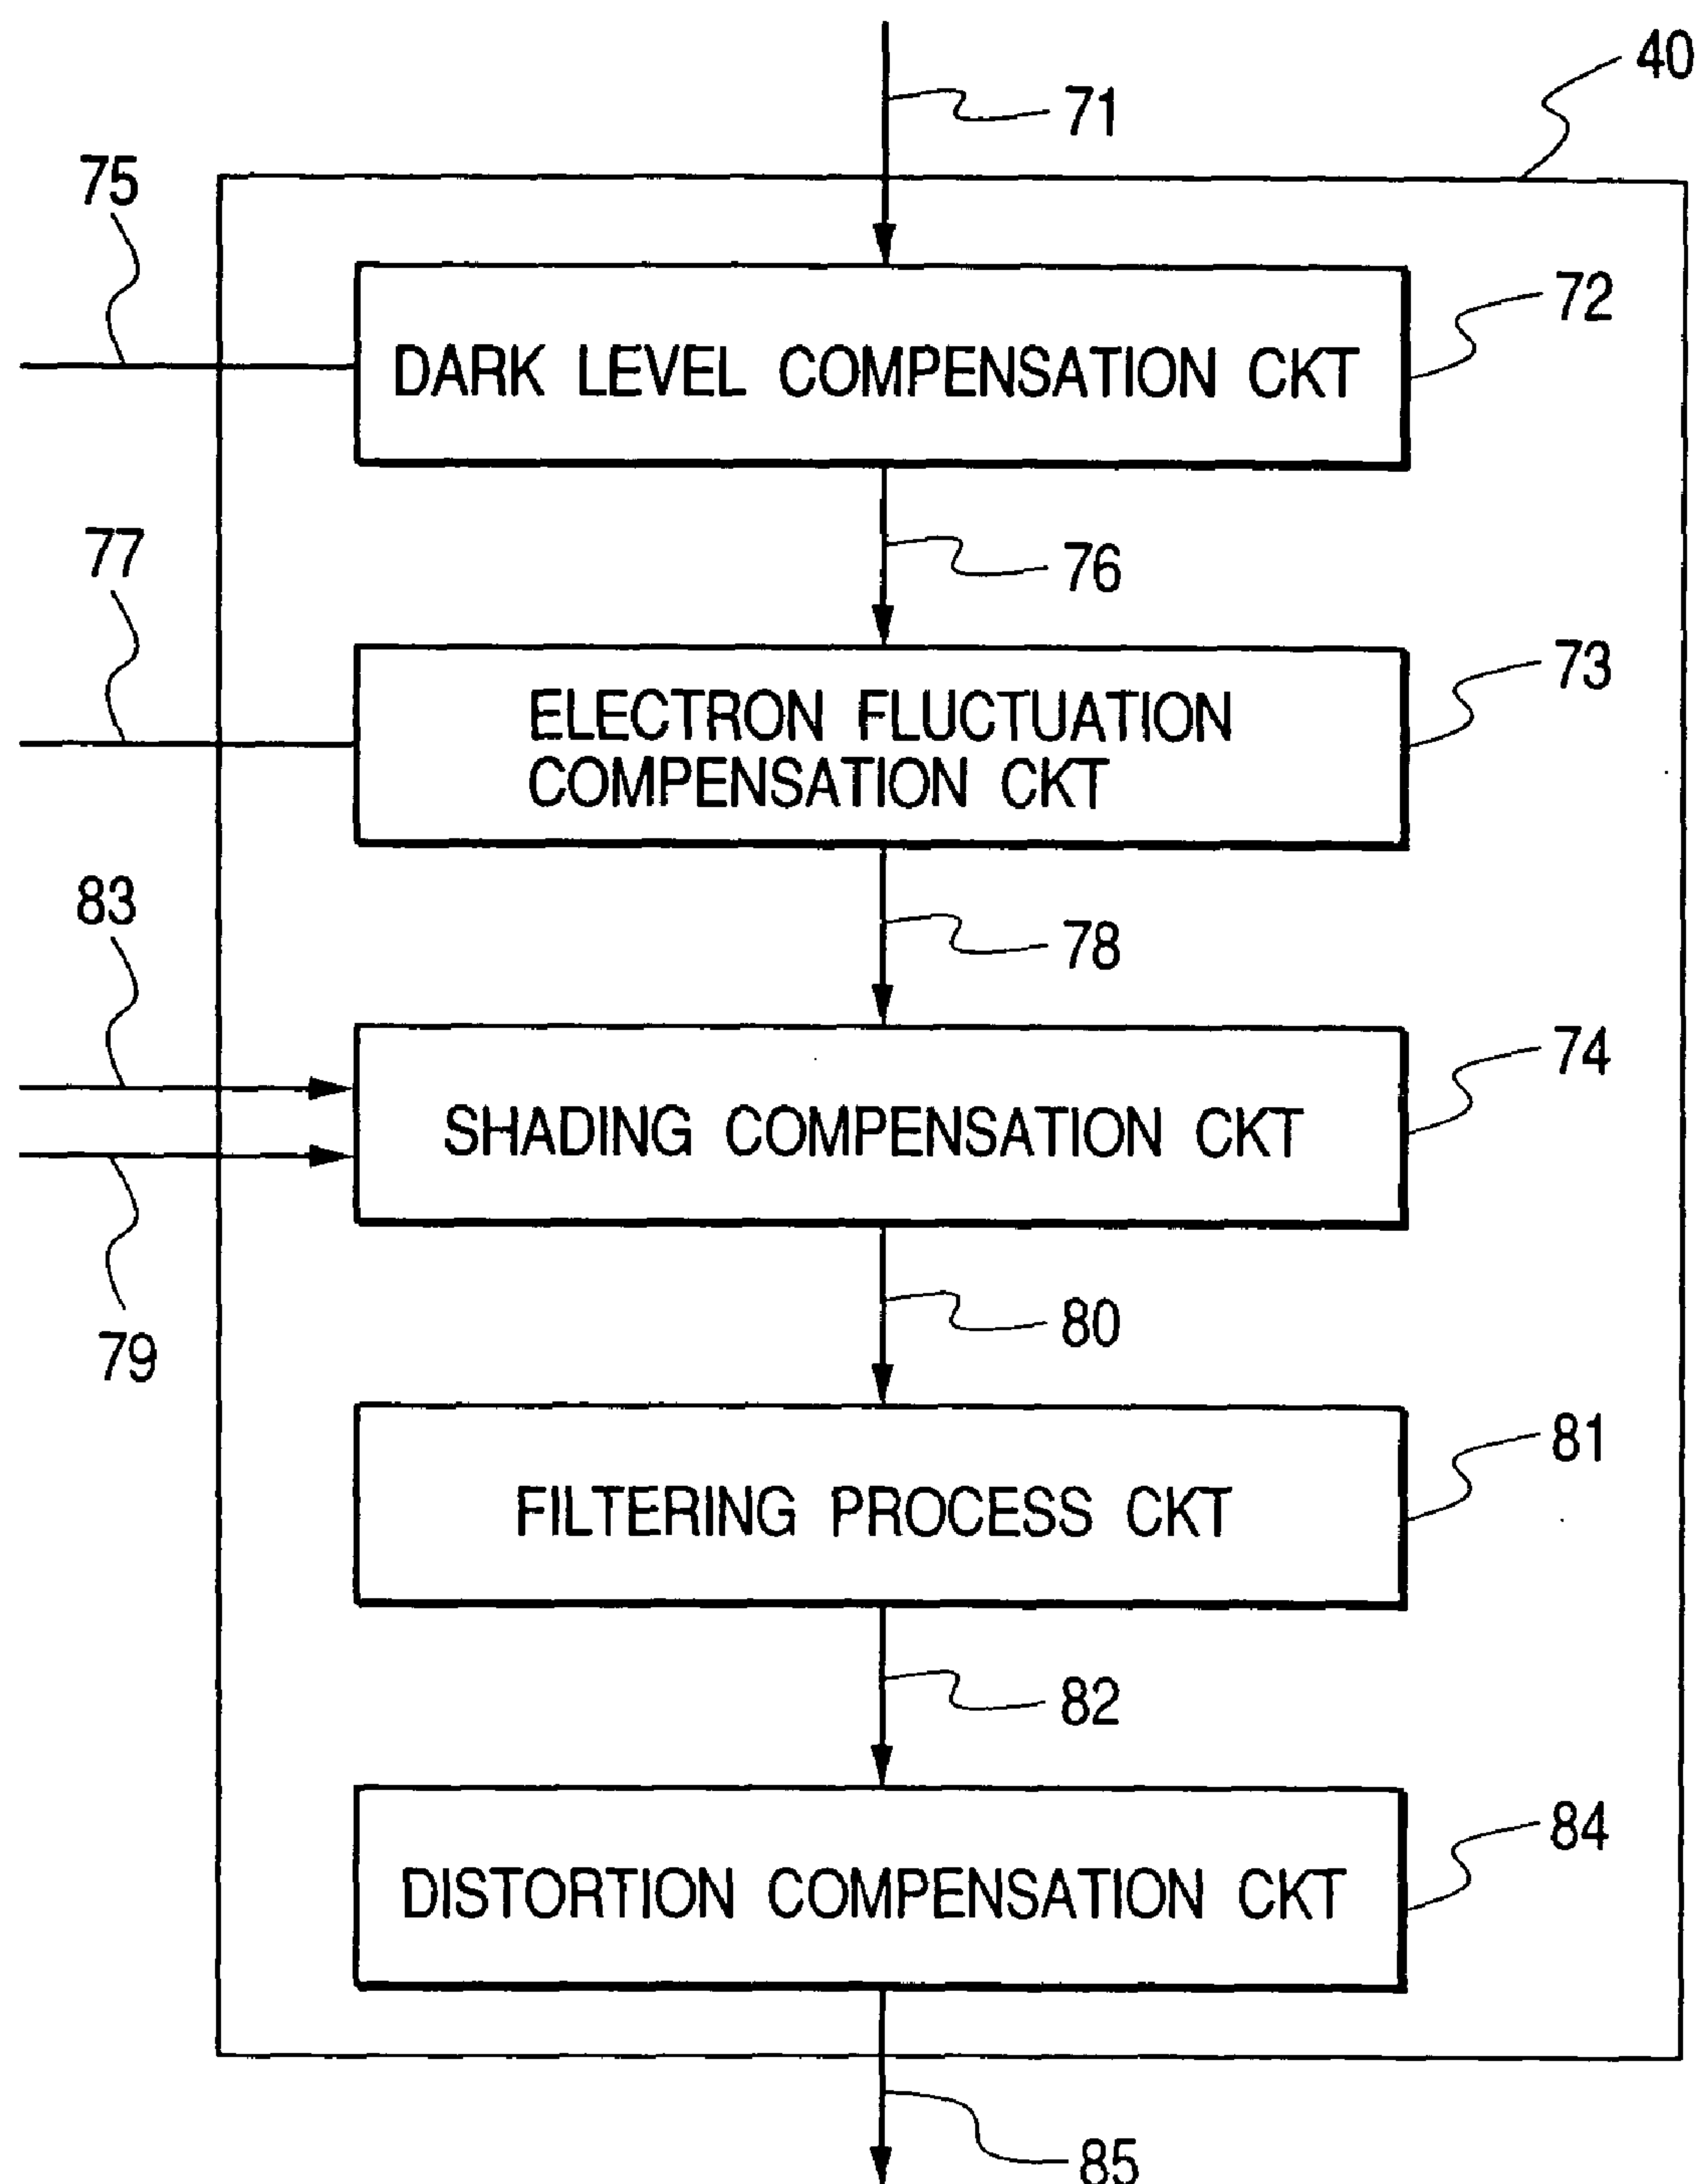 40
71
75
72
DARK LEVEL COMPENSATION CKT
77
76
73
ELECTRON FLUCTUATION
COMPENSATION CKT
83
78
74
SHADING COMPENSATION CKT
79
80
81
FILTERING PROCESS CKT
82
84
DISTORTION COMPENSATION CKT
85